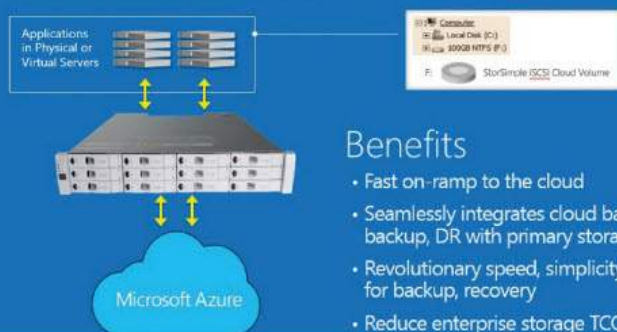 Applications
in Physical or
Virtual Servers
Computer
Local Disk (C:)
100GB NTFS (F:)
F:
StorSimple iSCSI Cloud Volume
Benefits
• Fast on-ramp to the cloud
• Seamlessly integrates cloud ba
backup, DR with primary stora
• Revolutionary speed, simplicity
for backup, recovery
• Reduce enterprise storage TCO
Microsoft Azure